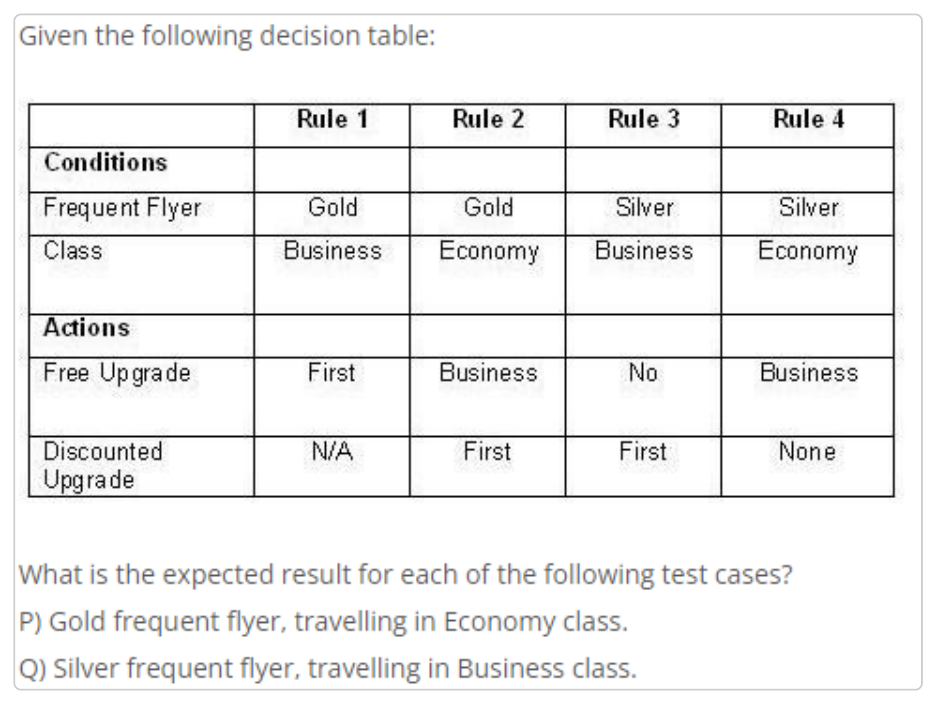 Given the following decision table:
Rule 1 Rule 2 Rule 3 Rule 4
Conditions
Frequent Flyer Gold Gold Silver Silver
Class Business Economy Business Economy
Actions
Free Upgrade First Business No Business
Discounted Upgrade N/A First First None
What is the expected result for each of the following test cases?
P) Gold frequent flyer, travelling in Economy class.
Q) Silver frequent flyer, travelling in Business class.